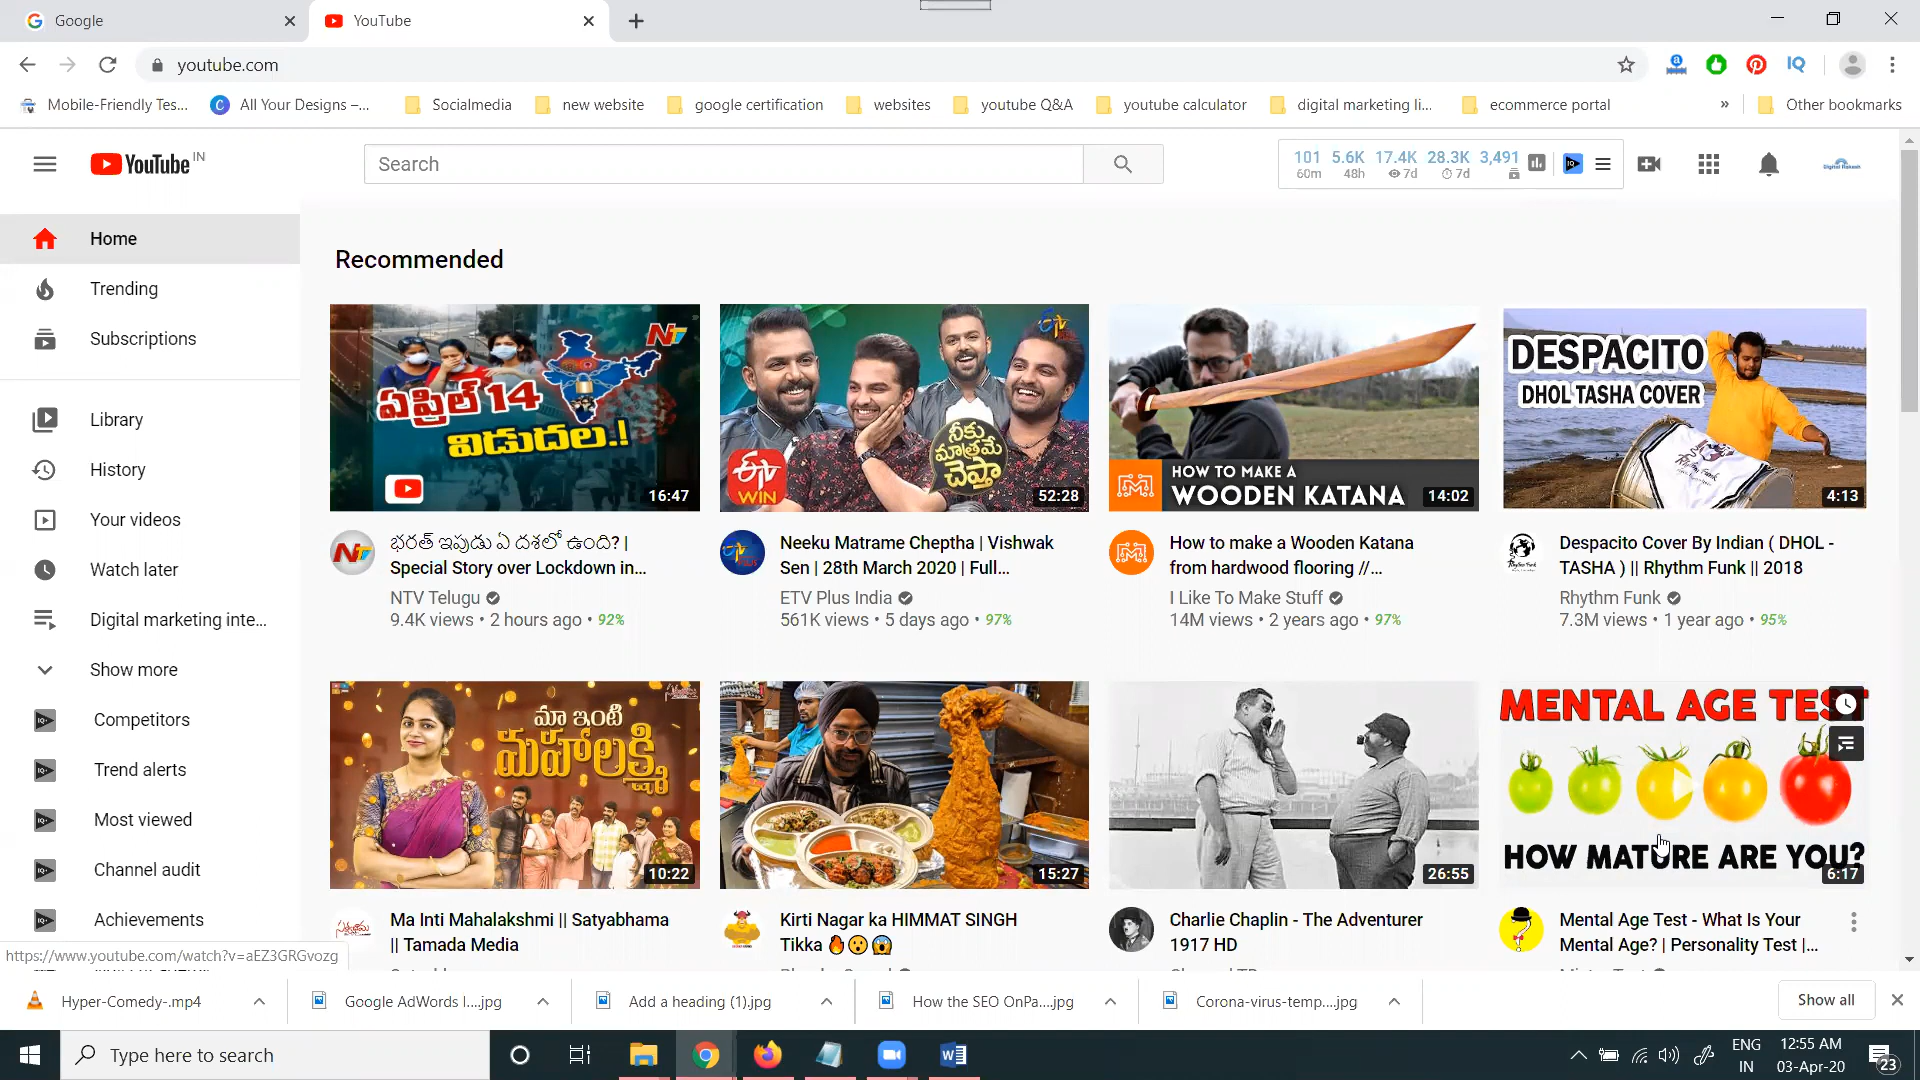 Google
YouTube
youtube.com
Mobile-Friendly Tes...
All Your Designs –...
Socialmedia
new website
google certification
websites
youtube Q&A
youtube calculator
digital marketing li...
ecommerce portal
Other bookmarks
YouTube IN
Search
101 5.6K 17.4K 28.3K 3,491
60m 48h 7d 7d
Digital Rakesh
Home
Trending
Subscriptions
Library
History
Your videos
Watch later
Digital marketing inte...
Show more
Competitors
Trend alerts
Most viewed
Channel audit
Achievements
Recommended
ఏప్రిల్ 14
విడుదల..!
16:47
నీకు
మాత్రమే
చెప్తా
WIN
52:28
HOW TO MAKE A
WOODEN KATANA
14:02
DESPACITO
DHOL TASHA COVER
4:13
భరత్ ఇపుడు ఏ దశలో ఉంది? |
Special Story over Lockdown in...
NTV Telugu
9.4K views • 2 hours ago • 92%
Neeku Matrame Cheptha | Vishwak
Sen | 28th March 2020 | Full...
ETV Plus India
561K views • 5 days ago • 97%
How to make a Wooden Katana
from hardwood flooring //...
I Like To Make Stuff
14M views • 2 years ago • 97%
Despacito Cover By Indian ( DHOL -
TASHA ) || Rhythm Funk || 2018
Rhythm Funk
7.3M views • 1 year ago • 95%
మా ఇంటి
మహాలక్ష్మి
10:22
15:27
26:55
MENTAL AGE TEST
HOW MATURE ARE YOU?
6:17
Ma Inti Mahalakshmi || Satyabhama
|| Tamada Media
Kirti Nagar ka HIMMAT SINGH
Tikka 🔥😮😱
Charlie Chaplin - The Adventurer
1917 HD
Mental Age Test - What Is Your
Mental Age? | Personality Test |...
https://www.youtube.com/watch?v=aEZ3GRGvozg
Hyper-Comedy-.mp4
Google AdWords I....jpg
Add a heading (1).jpg
How the SEO OnPa....jpg
Corona-virus-temp....jpg
Show all
Type here to search
ENG
IN
12:55 AM
03-Apr-20
23